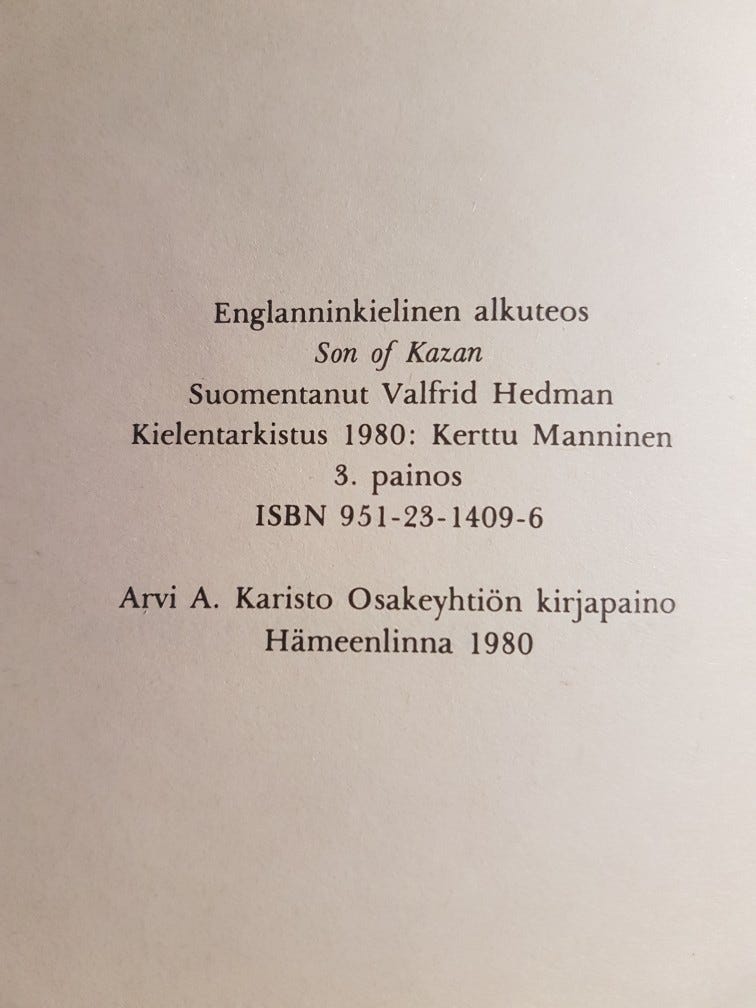 Englanninkielinen alkuteos
Son of Kazan
Suomentanut Valfrid Hedman
Kielentarkistus 1980: Kerttu Manninen
3. painos
ISBN 951-23-1409-6
Arvi A. Karisto Osakeyhtiön kirjapaino
Hämeenlinna 1980